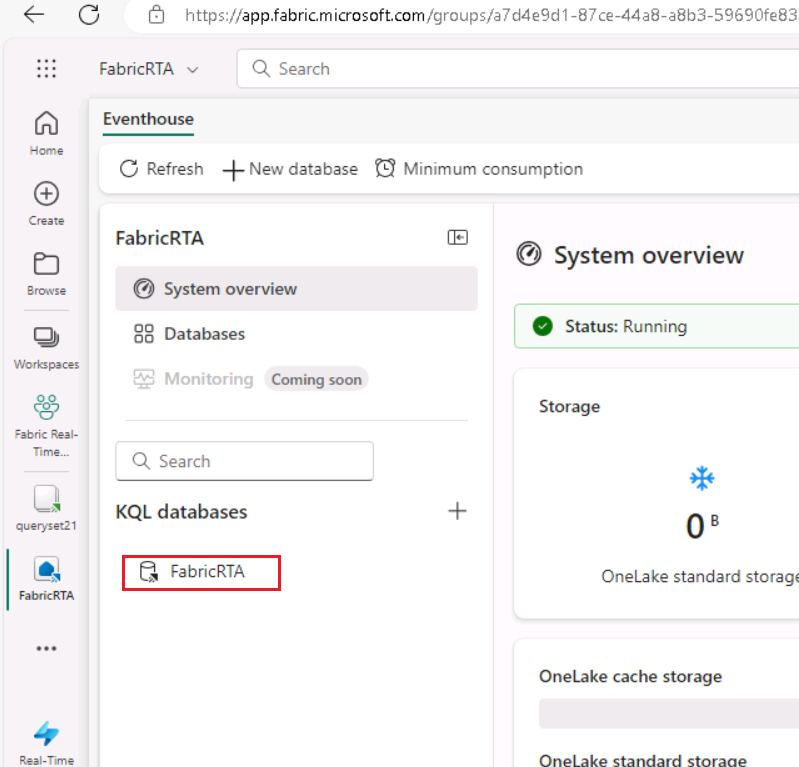 https://app.fabric.microsoft.com/groups/a7d4e9d1-87ce-44a8-a8b3-59690fe83
FabricRTA
Search
Home
Create
Browse
Workspaces
Fabric Real-
Time...
queryset21
FabricRTA
Real-Time
Eventhouse
Refresh
New database
Minimum consumption
FabricRTA
System overview
Databases
Monitoring Coming soon
Search
KQL databases
FabricRTA
System overview
Status: Running
Storage
0 B
OneLake standard storage
OneLake cache storage
OneLake standard storage